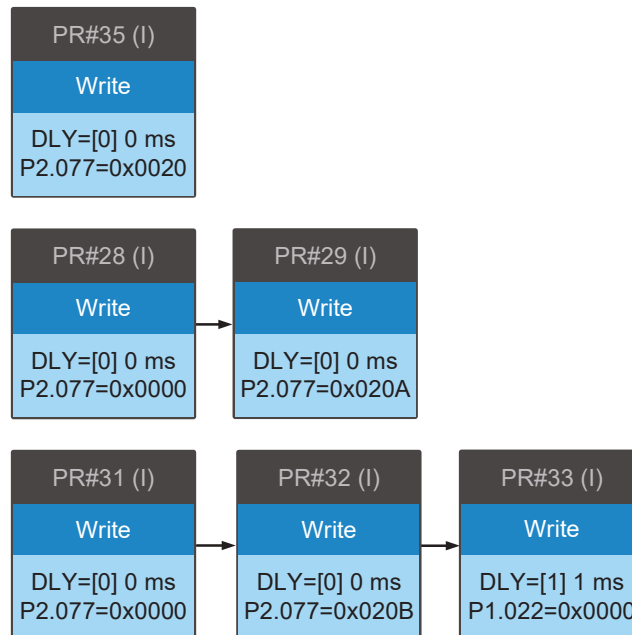 PR#35 (I)
Write
DLY=[0] 0 ms
P2.077=0x0020
PR#28 (I)
Write
DLY=[0] 0 ms
P2.077=0x0000
PR#29 (I)
Write
DLY=[0] 0 ms
P2.077=0x020A
PR#31 (I)
Write
DLY=[0] 0 ms
P2.077=0x0000
PR#32 (I)
Write
DLY=[0] 0 ms
P2.077=0x020B
PR#33 (I)
Write
DLY=[1] 1 ms
P1.022=0x0000